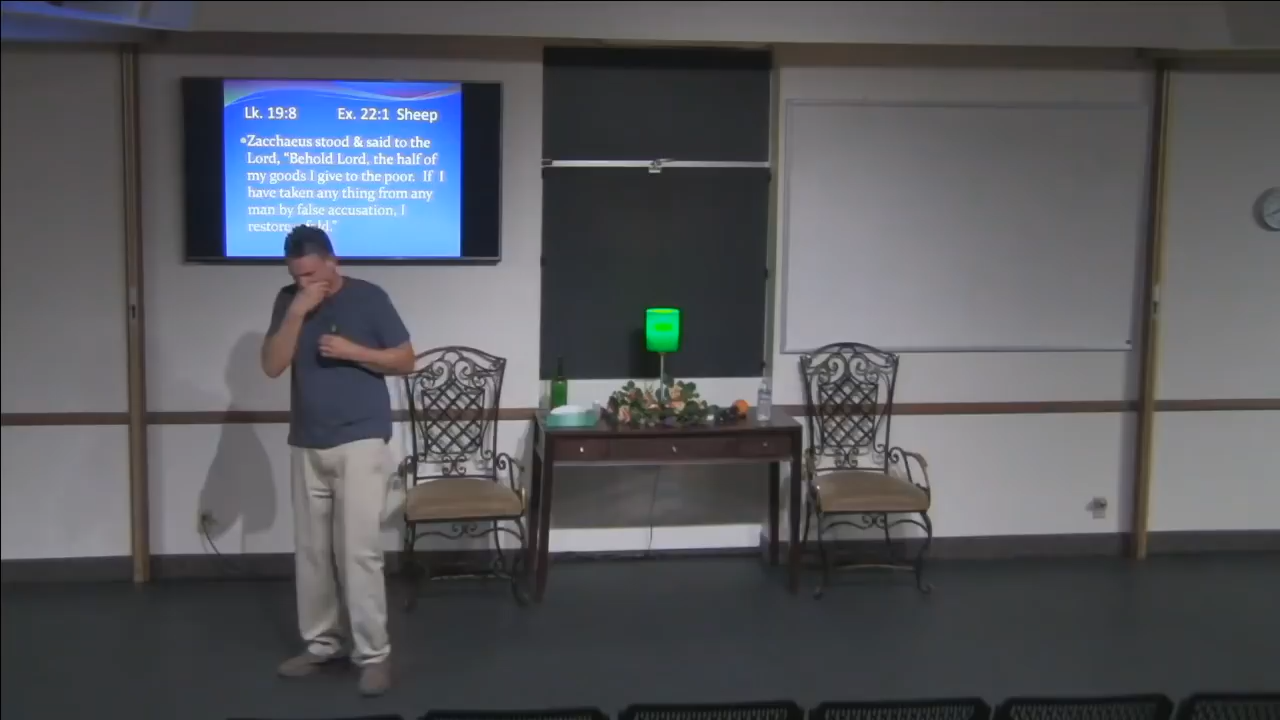 Lk. 19:8 Ex. 22:1 Sheep
•Zacchaeus stood & said to the
Lord, “Behold Lord, the half of
my goods I give to the poor. If I
have taken any thing from any
man by false accusation, I
restore